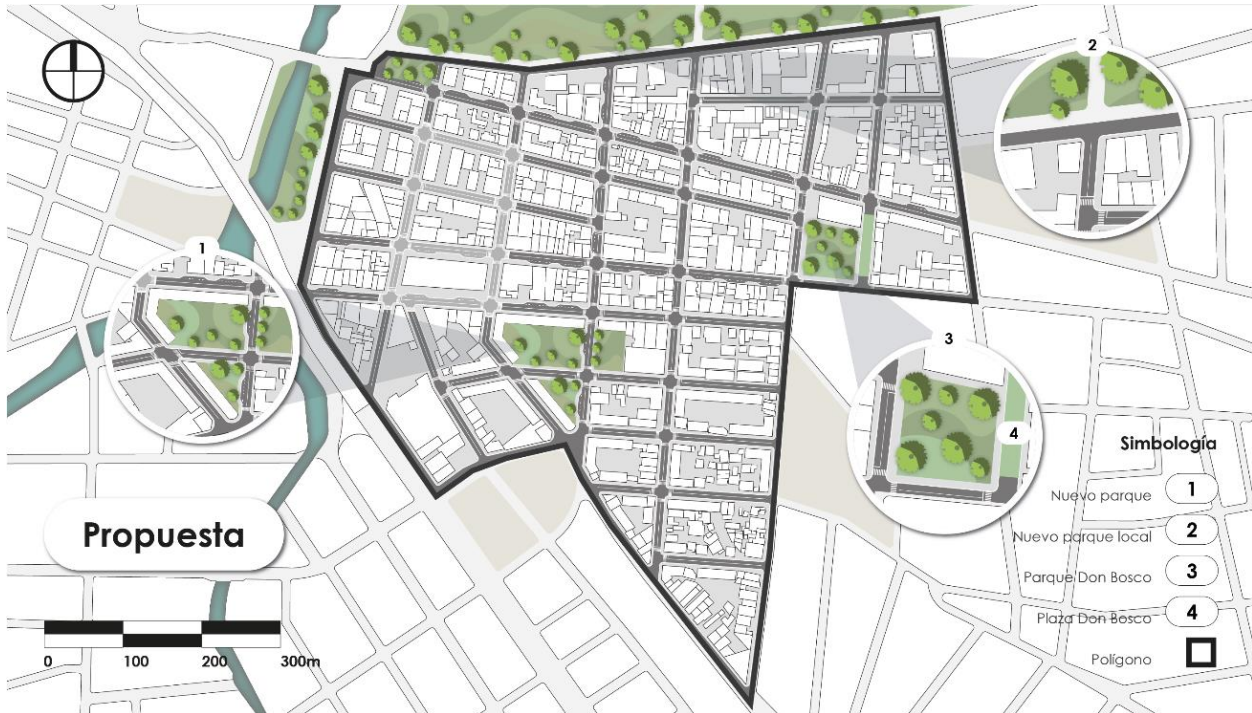 2
1
3
4
Propuesta
0 100 200 300m
Simbología
Nuevo parque 1
Nuevo parque local 2
Parque Don Bosco 3
Plaza Don Bosco 4
Polígono